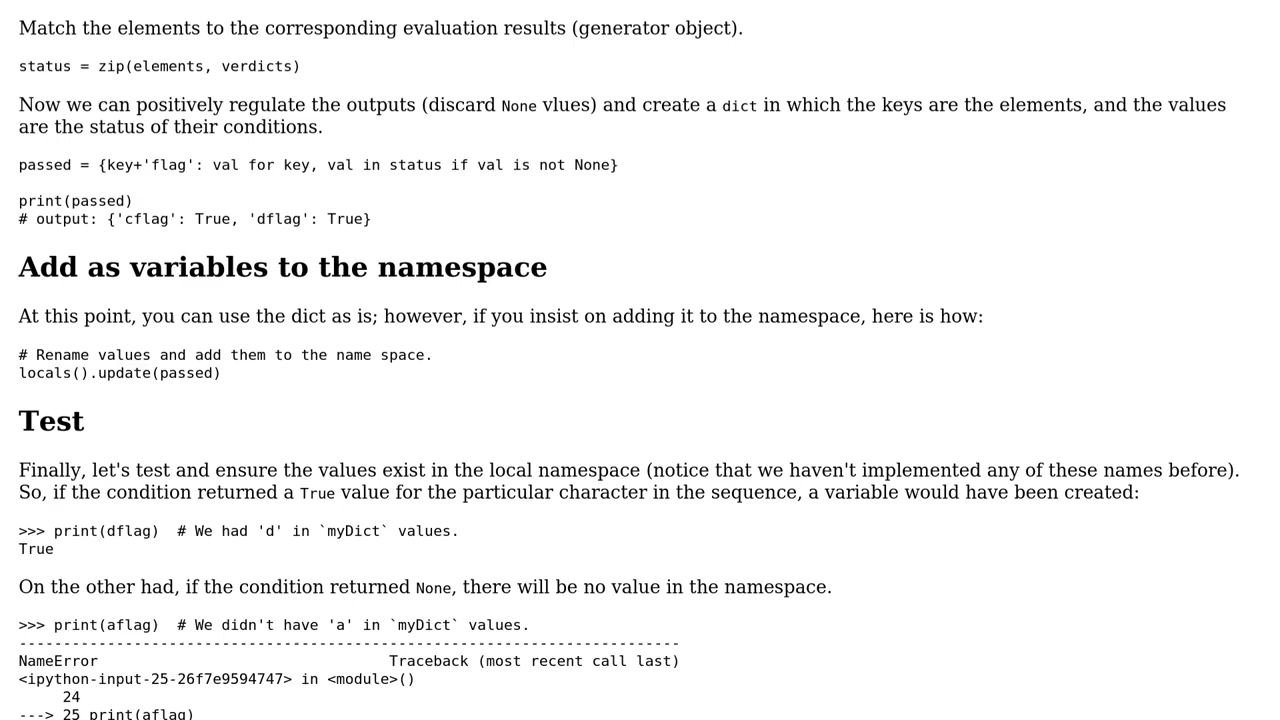 Match the elements to the corresponding evaluation results (generator object).
status = zip(elements, verdicts)
Now we can positively regulate the outputs (discard None vlues) and create a dict in which the keys are the elements, and the values
are the status of their conditions.
passed = {key+'flag': val for key, val in status if val is not None}
print(passed)
# output: {'cflag': True, 'dflag': True}
Add as variables to the namespace
At this point, you can use the dict as is; however, if you insist on adding it to the namespace, here is how:
# Rename values and add them to the name space.
locals().update(passed)
Test
Finally, let's test and ensure the values exist in the local namespace (notice that we haven't implemented any of these names before).
So, if the condition returned a True value for the particular character in the sequence, a variable would have been created:
>>> print(dflag)  # We had 'd' in `myDict` values.
True
On the other had, if the condition returned None, there will be no value in the namespace.
>>> print(aflag)  # We didn't have 'a' in `myDict` values.
---------------------------------------------------------------------------
NameError                                 Traceback (most recent call last)
<ipython-input-25-26f7e9594747> in <module>()
     24
---> 25 print(aflag)